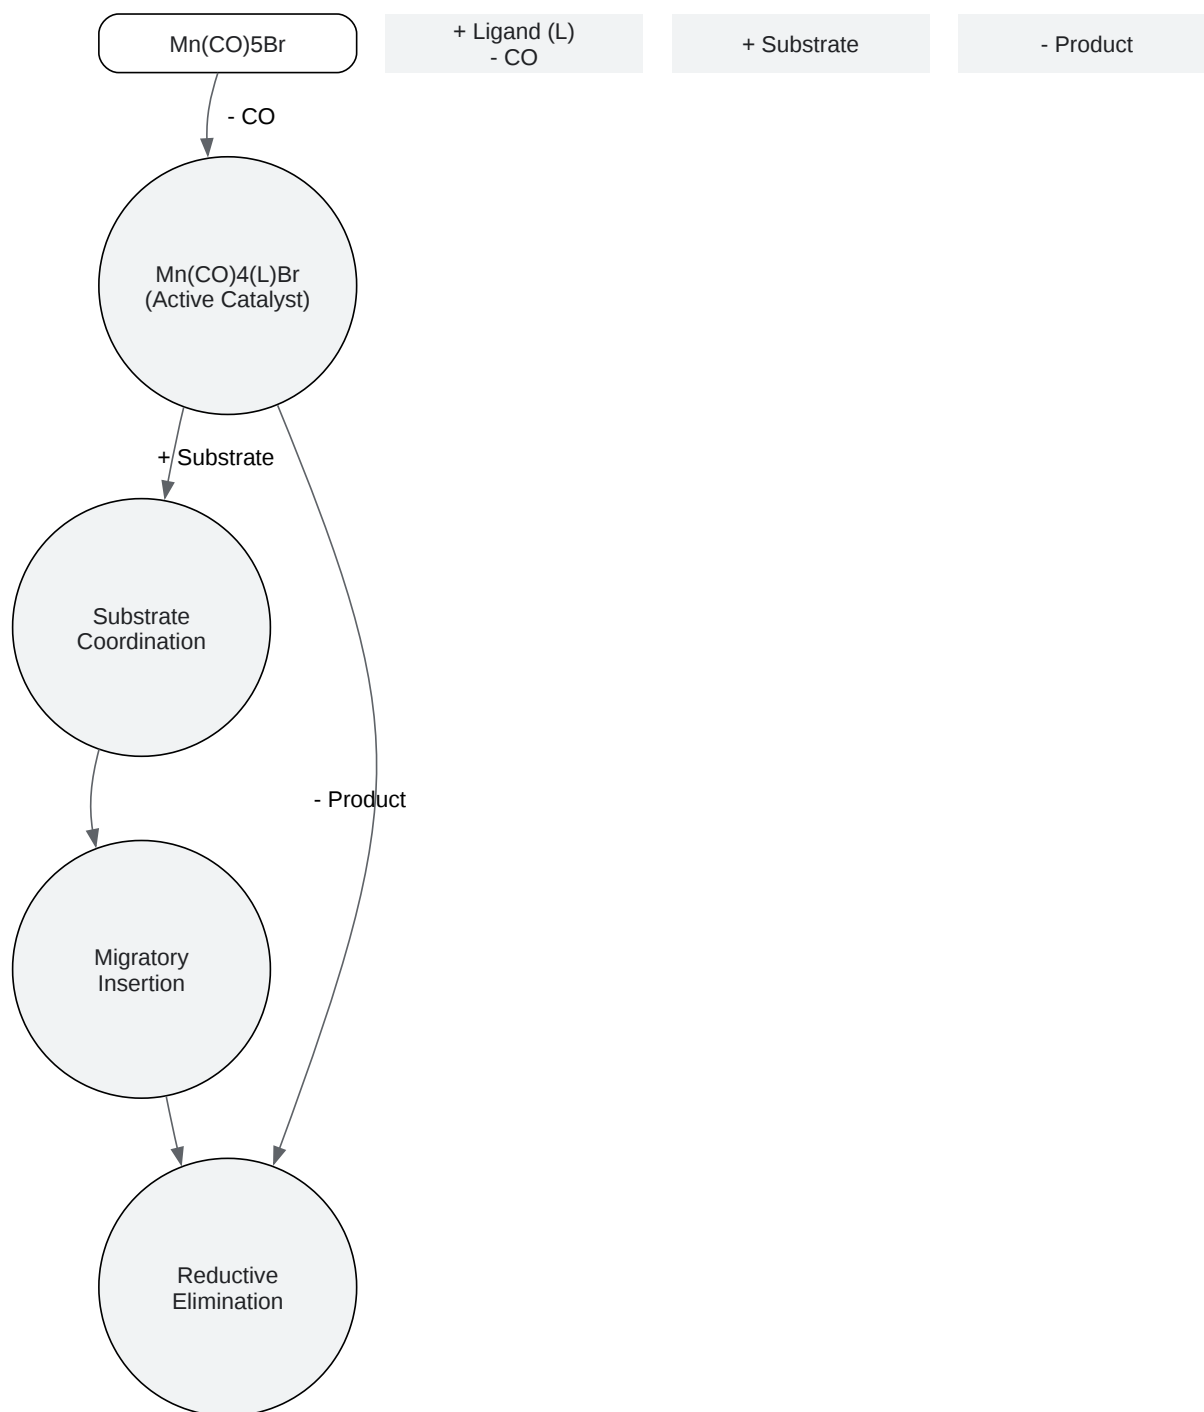 Mn(CO)5Br
+ Ligand (L)
- CO
+ Substrate
- Product
- CO
Mn(CO)4(L)Br
(Active Catalyst)
+ Substrate
Substrate
Coordination
- Product
Migratory
Insertion
Reductive
Elimination